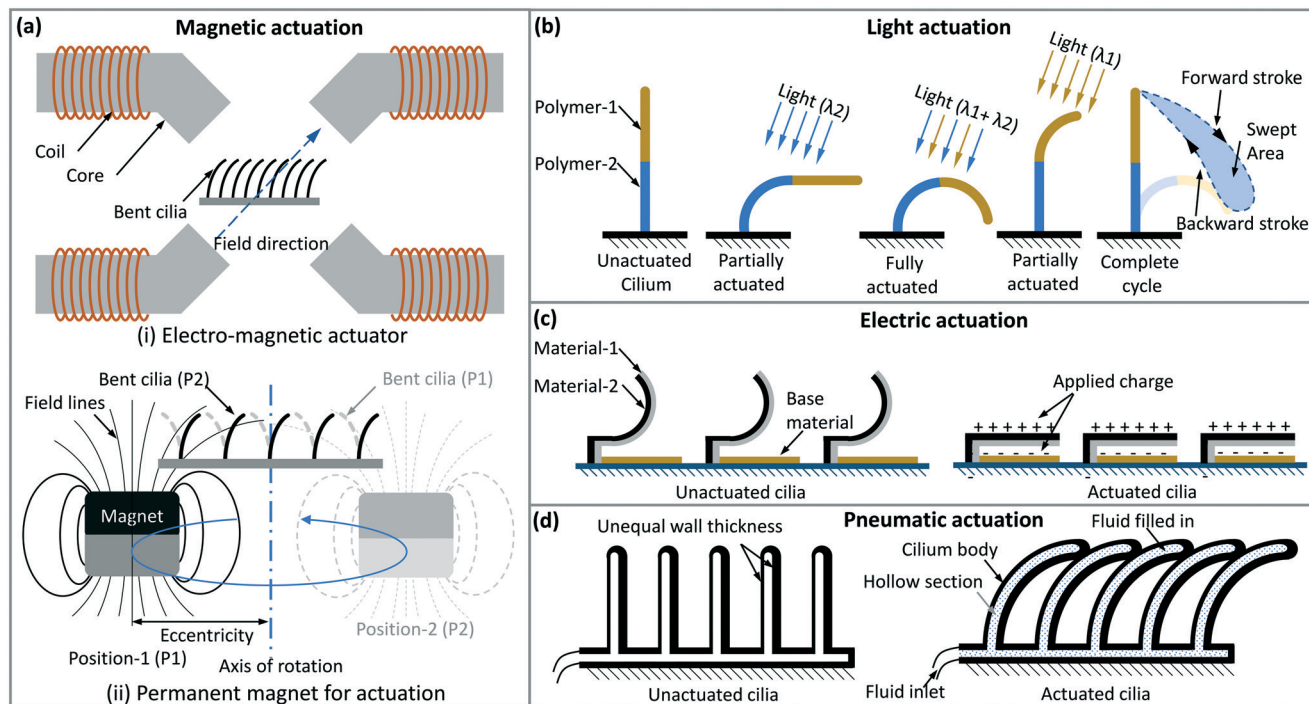 (a)
Magnetic actuation
Coil
Core
Bent cilia
Field direction
(i) Electro-magnetic actuator
Bent cilia (P2)
Bent cilia (P1)
Field lines
Magnet
Eccentricity
Position-2 (P2)
Position-1 (P1)
Axis of rotation
(ii) Permanent magnet for actuation
(b)
Light actuation
Polymer-1
Polymer-2
Light (λ2)
Light (λ1+ λ2)
Light (λ1)
Forward stroke
Swept
Area
Backward stroke
Unactuated
Cilium
Partially
actuated
Fully
actuated
Partially
actuated
Complete
cycle
(c)
Electric actuation
Material-1
Material-2
Base
material
Applied charge
+ + + + + +
+ + + + + +
+ + + + + +
- - - - - -
- - - - - -
- - - - - -
Unactuated cilia
Actuated cilia
(d)
Pneumatic actuation
Unequal wall thickness
Fluid filled in
Cilium body
Hollow section
Unactuated cilia
Fluid inlet
Actuated cilia